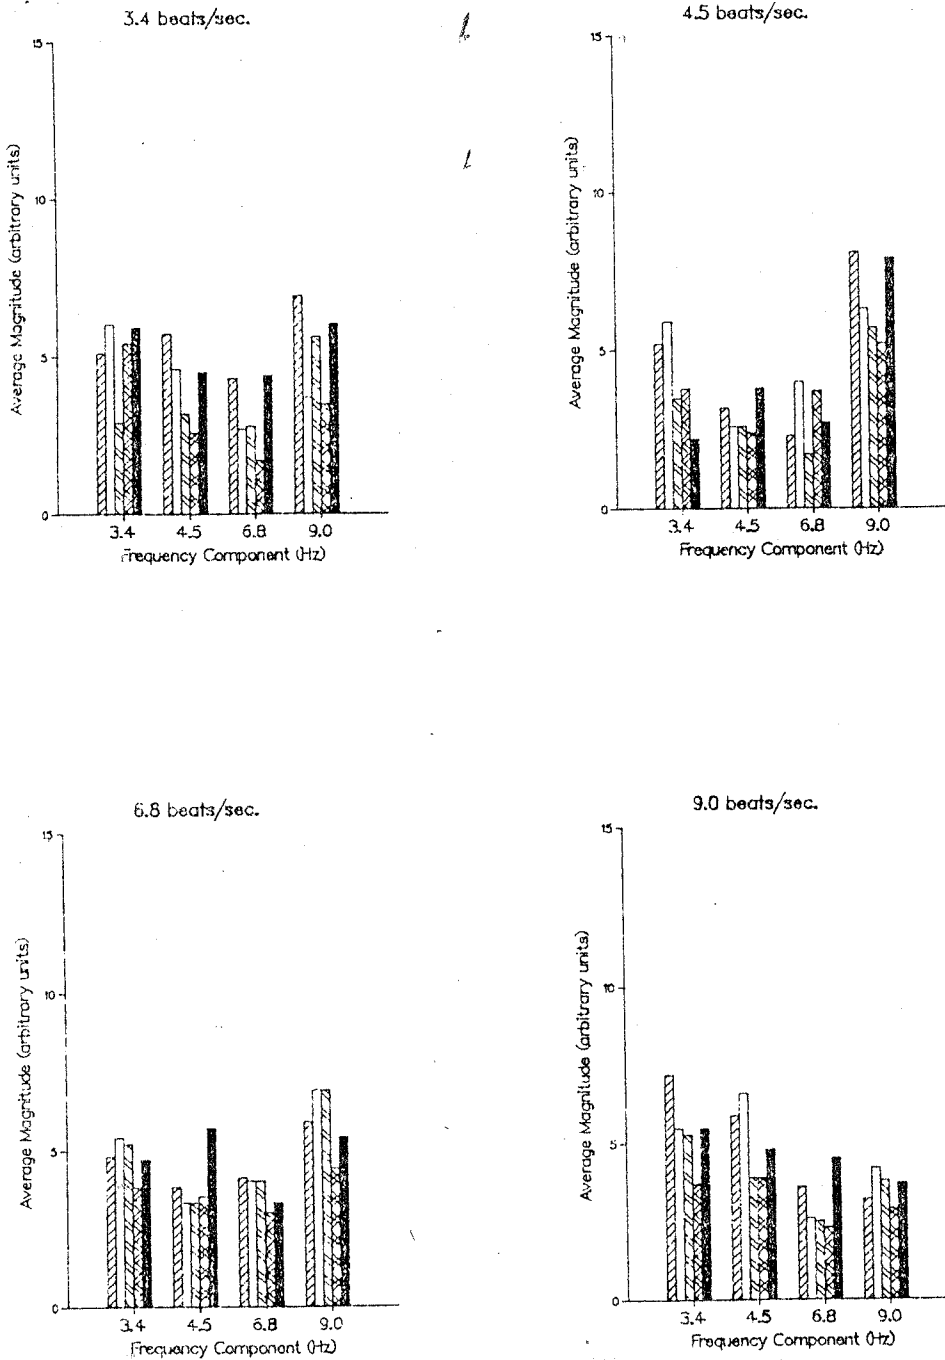 3.4 beats/sec.
15
10
5
0
Average Magnitude (arbitrary units)
3.4 4.5 6.8 9.0
Frequency Component (Hz)
4.5 beats/sec.
15
10
5
0
Average Magnitude (arbitrary units)
3.4 4.5 6.8 9.0
Frequency Component (Hz)
6.8 beats/sec.
15
10
5
0
Average Magnitude (arbitrary units)
3.4 4.5 6.8 9.0
Frequency Component (Hz)
9.0 beats/sec.
15
10
5
0
Average Magnitude (arbitrary units)
3.4 4.5 6.8 9.0
Frequency Component (Hz)